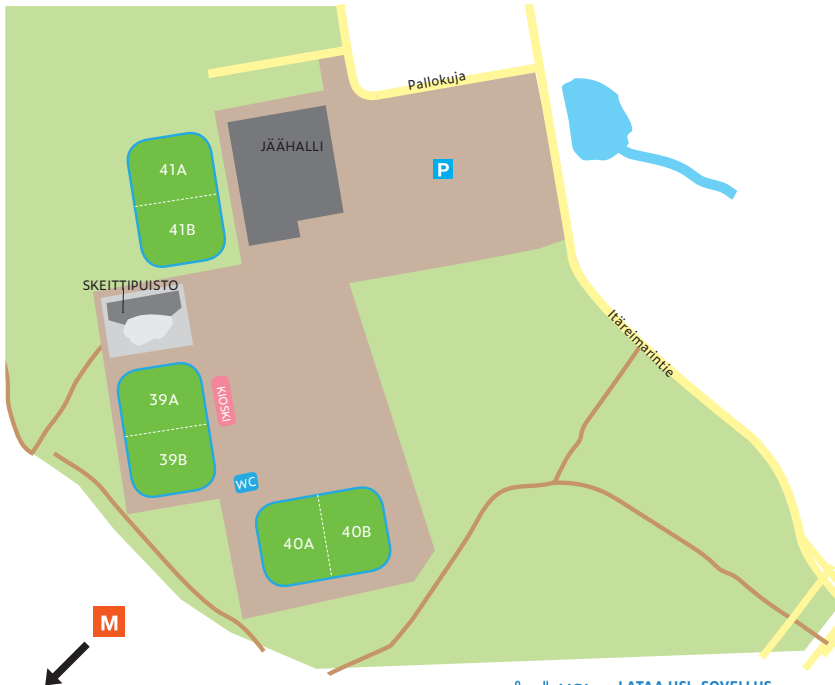 Pallokuja
JÄÄHALLI
P
41A
41B
SKEITTIPUISTO
Itäreimarintie
39A
KIOSKI
39B
WC
40A
40B
M
LATAA HSL-SOVELLUS